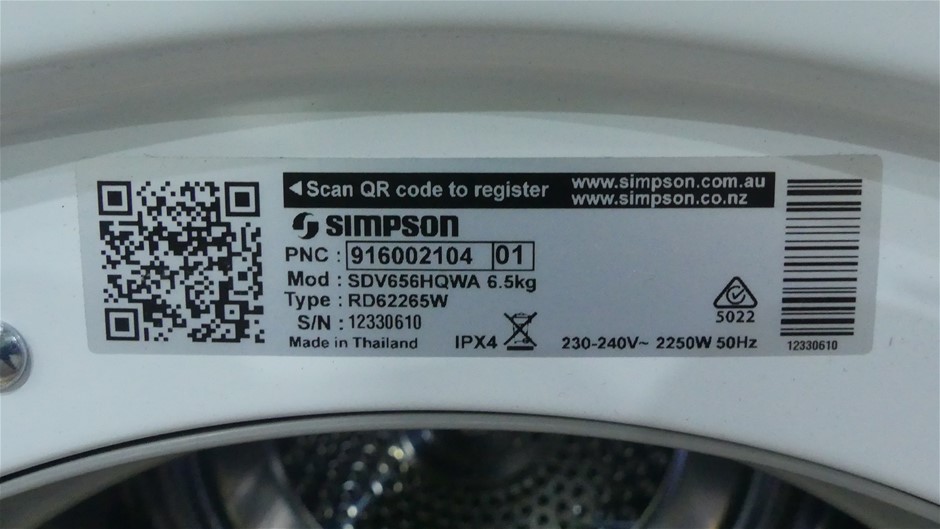 ◄Scan QR code to register www.simpson.com.au
www.simpson.co.nz
SIMPSON
PNC : 916002104 01
Mod : SDV656HQWA 6.5kg
Type : RD62265W
S/N : 12330610
Made in Thailand IPX4 230-240V~ 2250W 50Hz
5022
12330610